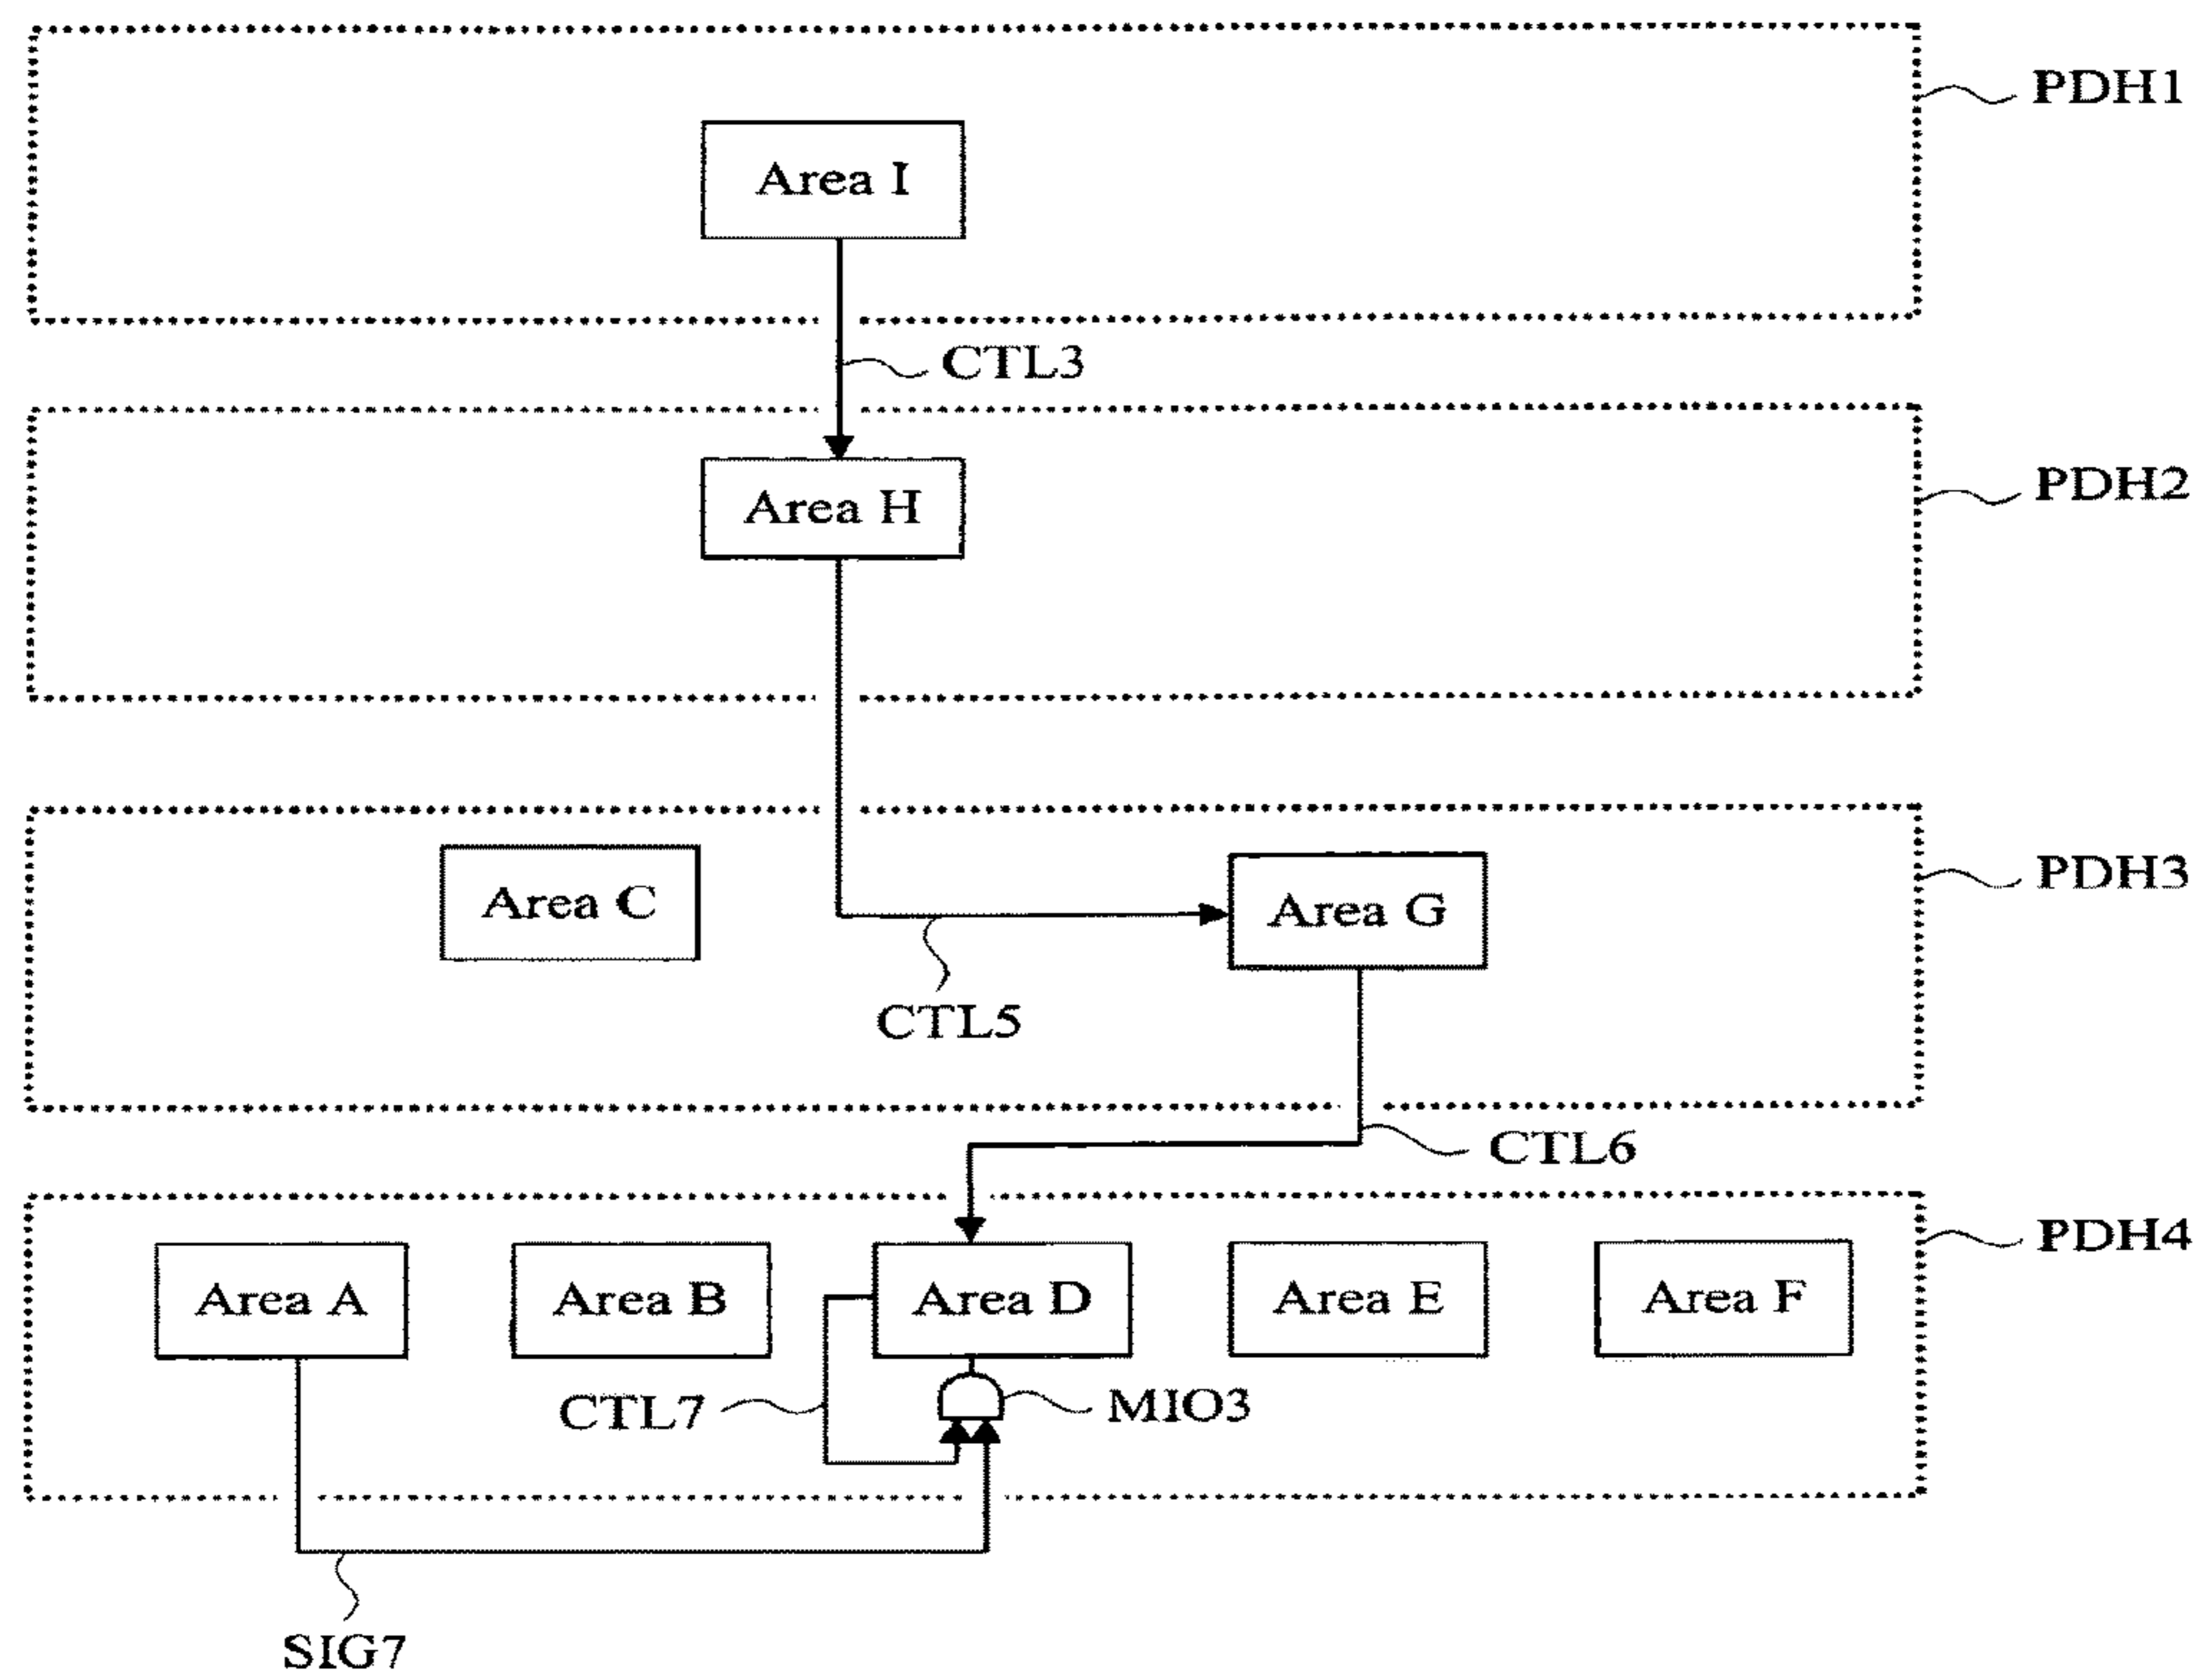 PDH1
Area I
CTL3
PDH2
Area H
PDH3
Area C
Area G
CTL5
CTL6
PDH4
Area A
Area B
Area D
Area E
Area F
CTL7
MIO3
SIG7